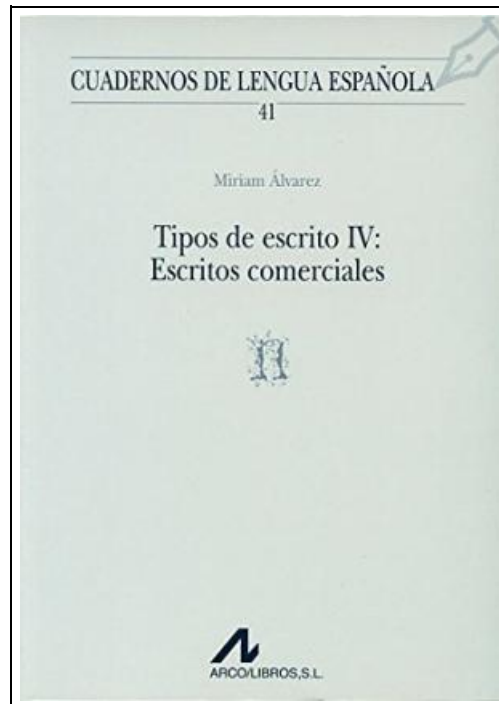 CUADERNOS DE LENGUA ESPAÑOLA
41
Miriam Álvarez
Tipos de escrito IV:
Escritos comerciales
n
ARCO/LIBROS,S.L.